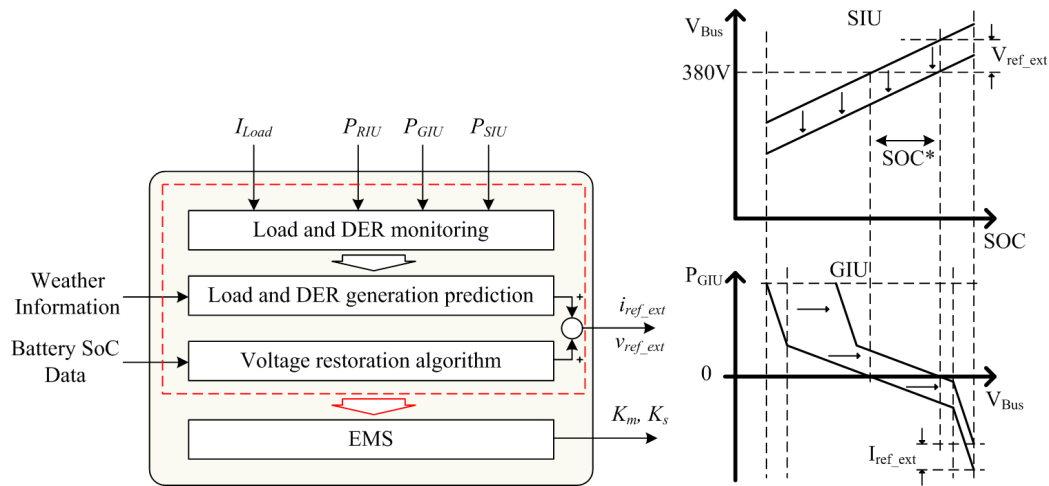 I_Load
P_RIU
P_GIU
P_SIU
Load and DER monitoring
Weather
Information
Load and DER generation prediction
+
i_ref_ext
v_ref_ext
Battery SoC
Data
Voltage restoration algorithm
+
EMS
K_m, K_s
V_Bus
SIU
V_ref_ext
380V
SOC*
SOC
P_GIU
GIU
0
V_Bus
I_ref_ext